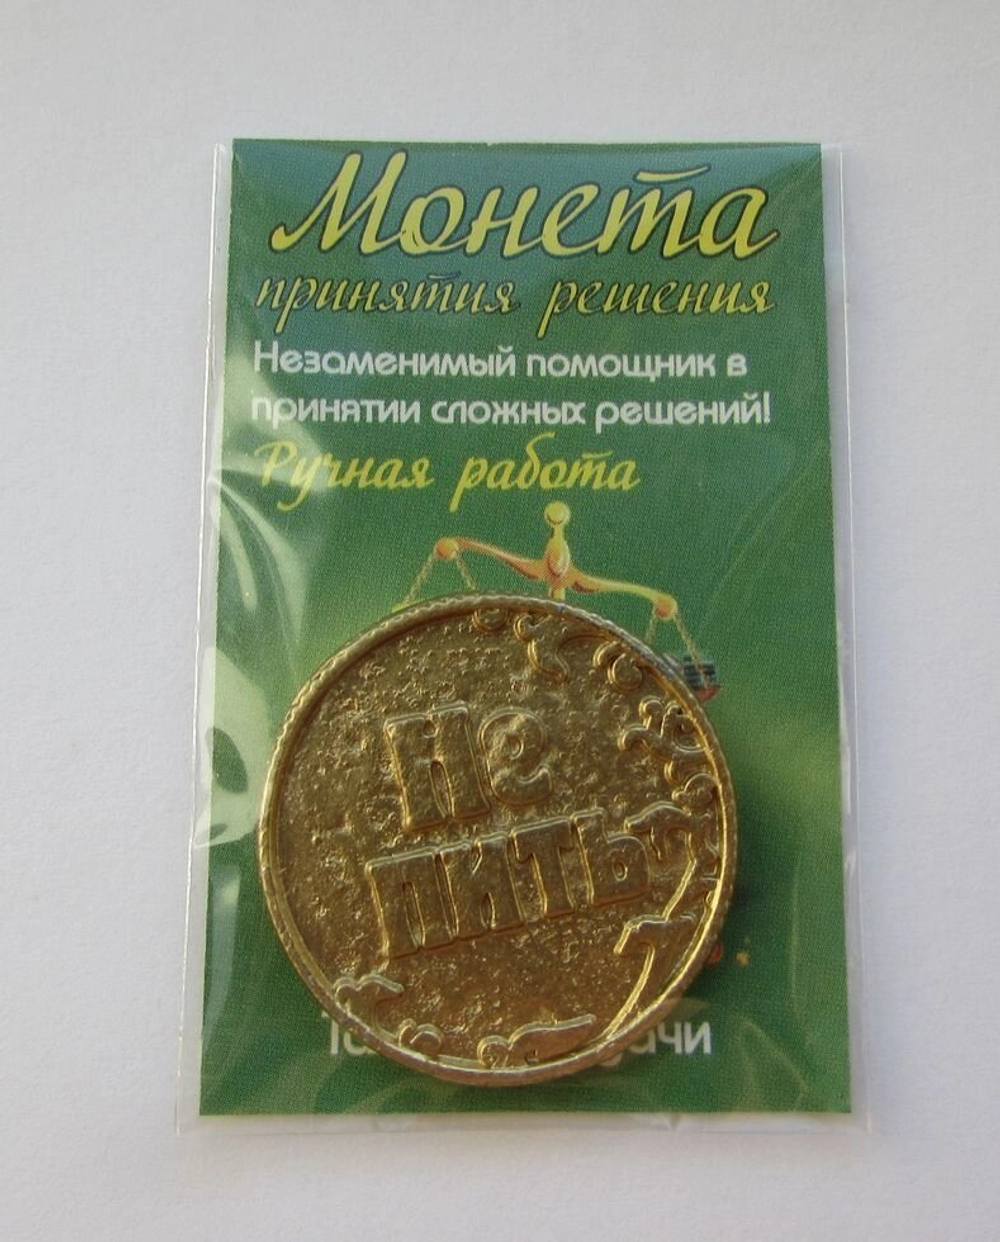 Монета
принятия решения
Незаменимый помощник в
принятии сложных решений!
Ручная работа
Не
пить